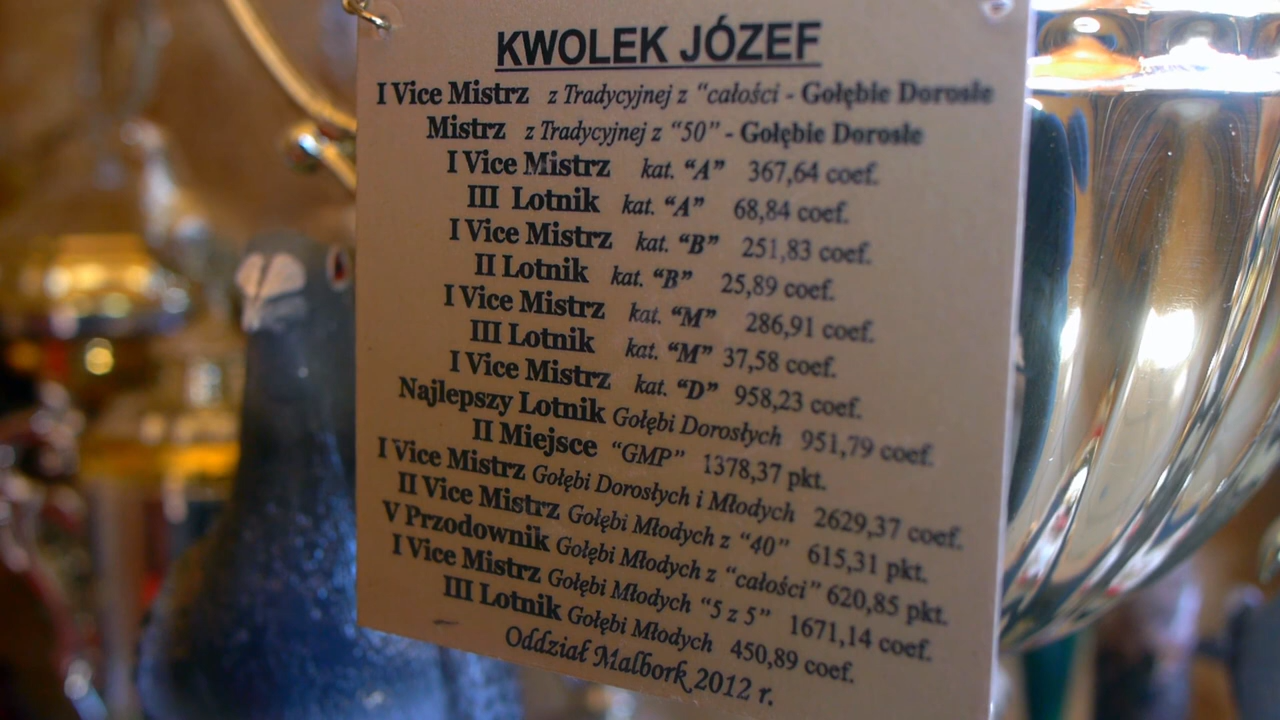 KWOLEK JÓZEF
I Vice Mistrz z Tradycyjnej z "całości - Gołębie Dorosłe
Mistrz z Tradycyjnej z "50" - Gołębie Dorosłe
I Vice Mistrz kat. "A" 367,64 coef.
III Lotnik kat. "A" 68,84 coef.
I Vice Mistrz kat. "B" 251,83 coef.
II Lotnik kat. "B" 25,89 coef.
I Vice Mistrz kat. "M" 286,91 coef.
III Lotnik kat. "M" 37,58 coef.
I Vice Mistrz kat. "D" 958,23 coef.
Najlepszy Lotnik Gołębi Dorosłych 951,79 coef.
II Miejsce "GMP" 1378,37 pkt.
I Vice Mistrz Gołębi Dorosłych i Młodych 2629,37 coef.
II Vice Mistrz Gołębi Młodych z "40" 615,31 pkt.
V Przodownik Gołębi Młodych z "całości" 620,85 pkt.
I Vice Mistrz Gołębi Młodych "5 z 5" 1671,14 coef.
III Lotnik Gołębi Młodych 450,89 coef.
Oddział Malbork 2012 r.